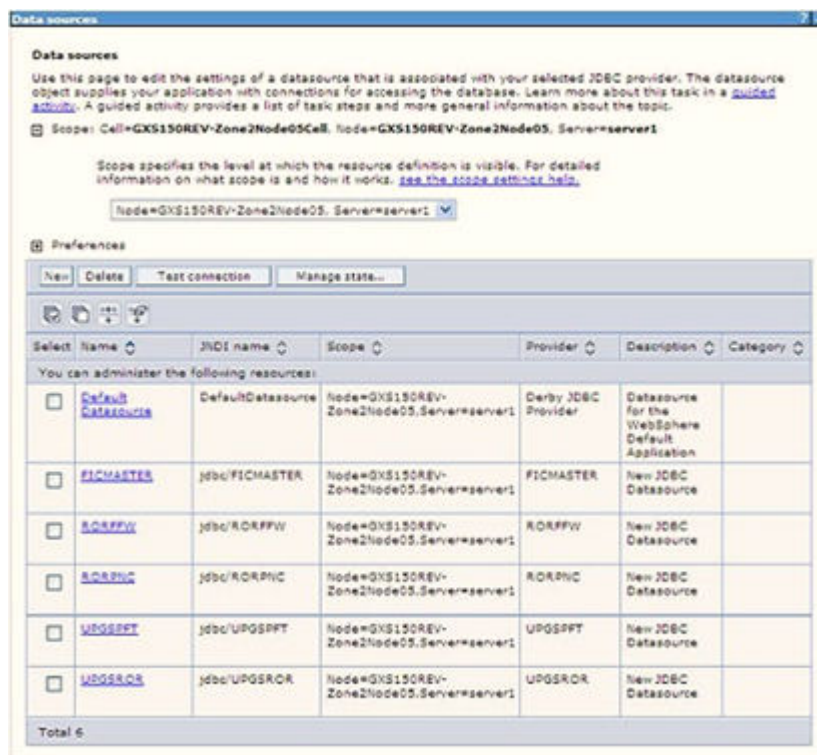 Data sources
?
Data sources
Use this page to edit the settings of a datasource that is associated with your selected JDBC provider. The datasource
object supplies your application with connections for accessing the database. Learn more about this task in a guided
activity. A guided activity provides a list of task steps and more general information about the topic.
Scope: Cell=GXS150REV-Zone2Node05Cell, Node=GXS150REV-Zone2Node05, Server=server1
Scope specifies the level at which the resource definition is visible. For detailed
information on what scope is and how it works, see the scope settings help.
Node=GXS150REV-Zone2Node05, Server=server1
Preferences
New Delete Test connection Manage state...
Select Name JNDI name Scope Provider Description Category
You can administer the following resources:
Default Datasource DefaultDatasource Node=GXS150REV-Zone2Node05,Server=server1 Derby JDBC Provider Datasource for the WebSphere Default Application
FICMASTER jdbc/FICMASTER Node=GXS150REV-Zone2Node05,Server=server1 FICMASTER New JDBC Datasource
RORFFW jdbc/RORFFW Node=GXS150REV-Zone2Node05,Server=server1 RORFFW New JDBC Datasource
RORPNC jdbc/RORPNC Node=GXS150REV-Zone2Node05,Server=server1 RORPNC New JDBC Datasource
UPGSPFT jdbc/UPGSPFT Node=GXS150REV-Zone2Node05,Server=server1 UPGSPFT New JDBC Datasource
UPGSROR jdbc/UPGSROR Node=GXS150REV-Zone2Node05,Server=server1 UPGSROR New JDBC Datasource
Total 6